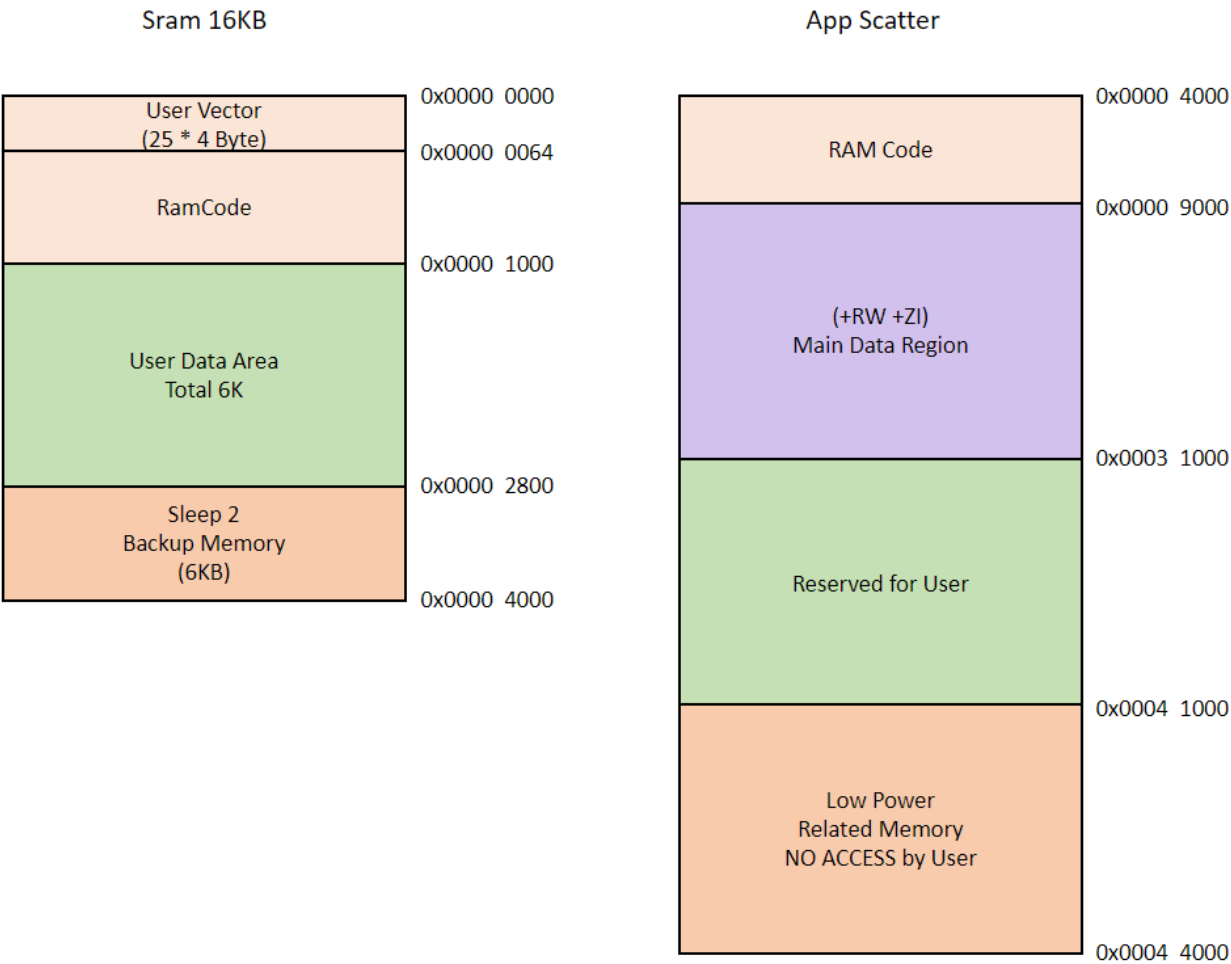 Sram 16KB
0x0000 0000
User Vector
(25 * 4 Byte)
0x0000 0064
RamCode
0x0000 1000
User Data Area
Total 6K
0x0000 2800
Sleep 2
Backup Memory
(6KB)
0x0000 4000
App Scatter
0x0000 4000
RAM Code
0x0000 9000
(+RW +ZI)
Main Data Region
0x0003 1000
Reserved for User
0x0004 1000
Low Power
Related Memory
NO ACCESS by User
0x0004 4000